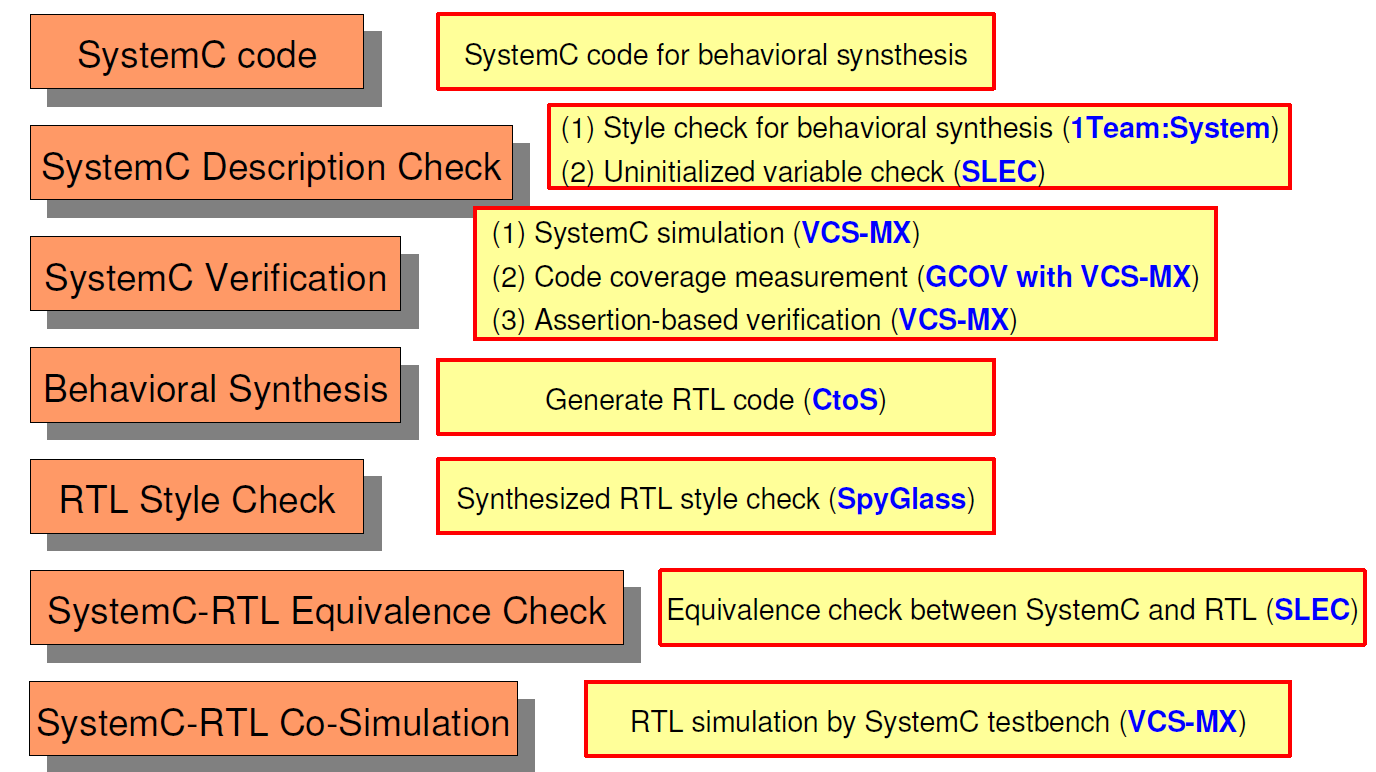 SystemC code
SystemC code for behavioral synsthesis
SystemC Description Check
(1) Style check for behavioral synthesis (1Team:System)
(2) Uninitialized variable check (SLEC)
SystemC Verification
(1) SystemC simulation (VCS-MX)
(2) Code coverage measurement (GCOV with VCS-MX)
(3) Assertion-based verification (VCS-MX)
Behavioral Synthesis
Generate RTL code (CtoS)
RTL Style Check
Synthesized RTL style check (SpyGlass)
SystemC-RTL Equivalence Check
Equivalence check between SystemC and RTL (SLEC)
SystemC-RTL Co-Simulation
RTL simulation by SystemC testbench (VCS-MX)